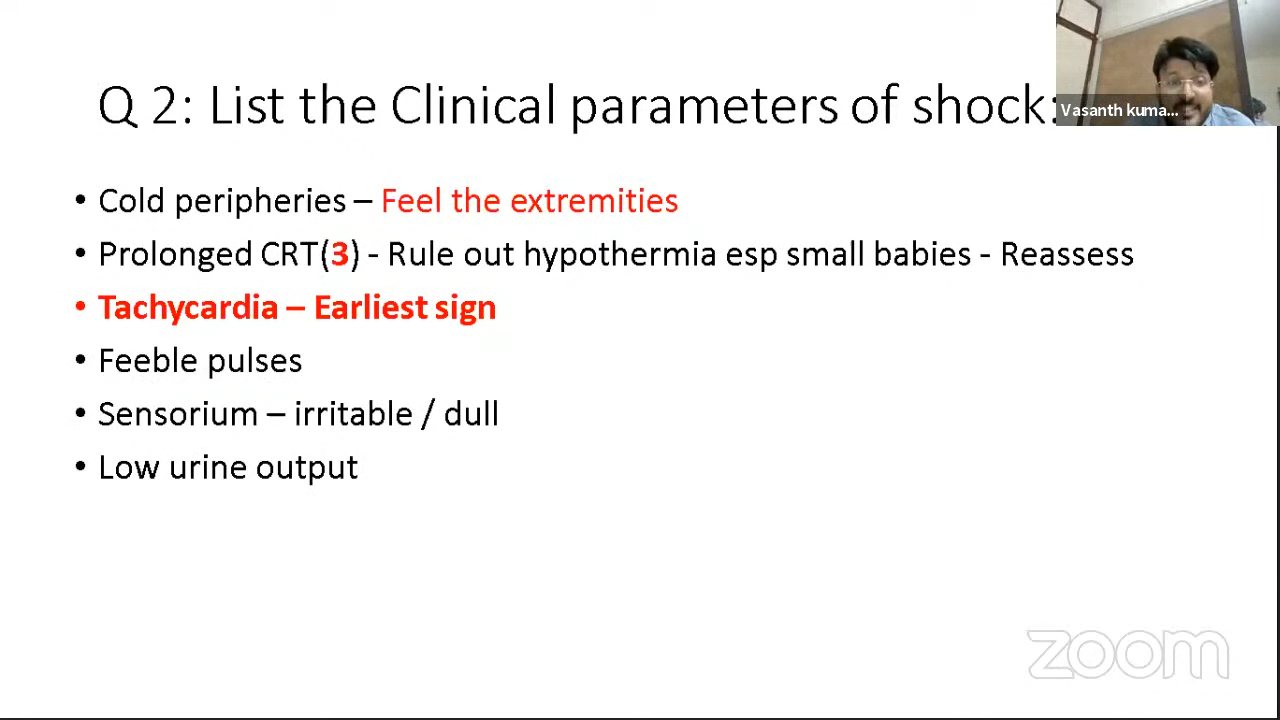 Q 2: List the Clinical parameters of shock:
Vasanth kuma...
• Cold peripheries – Feel the extremities
• Prolonged CRT(3) - Rule out hypothermia esp small babies - Reassess
• Tachycardia – Earliest sign
• Feeble pulses
• Sensorium – irritable / dull
• Low urine output
zoom